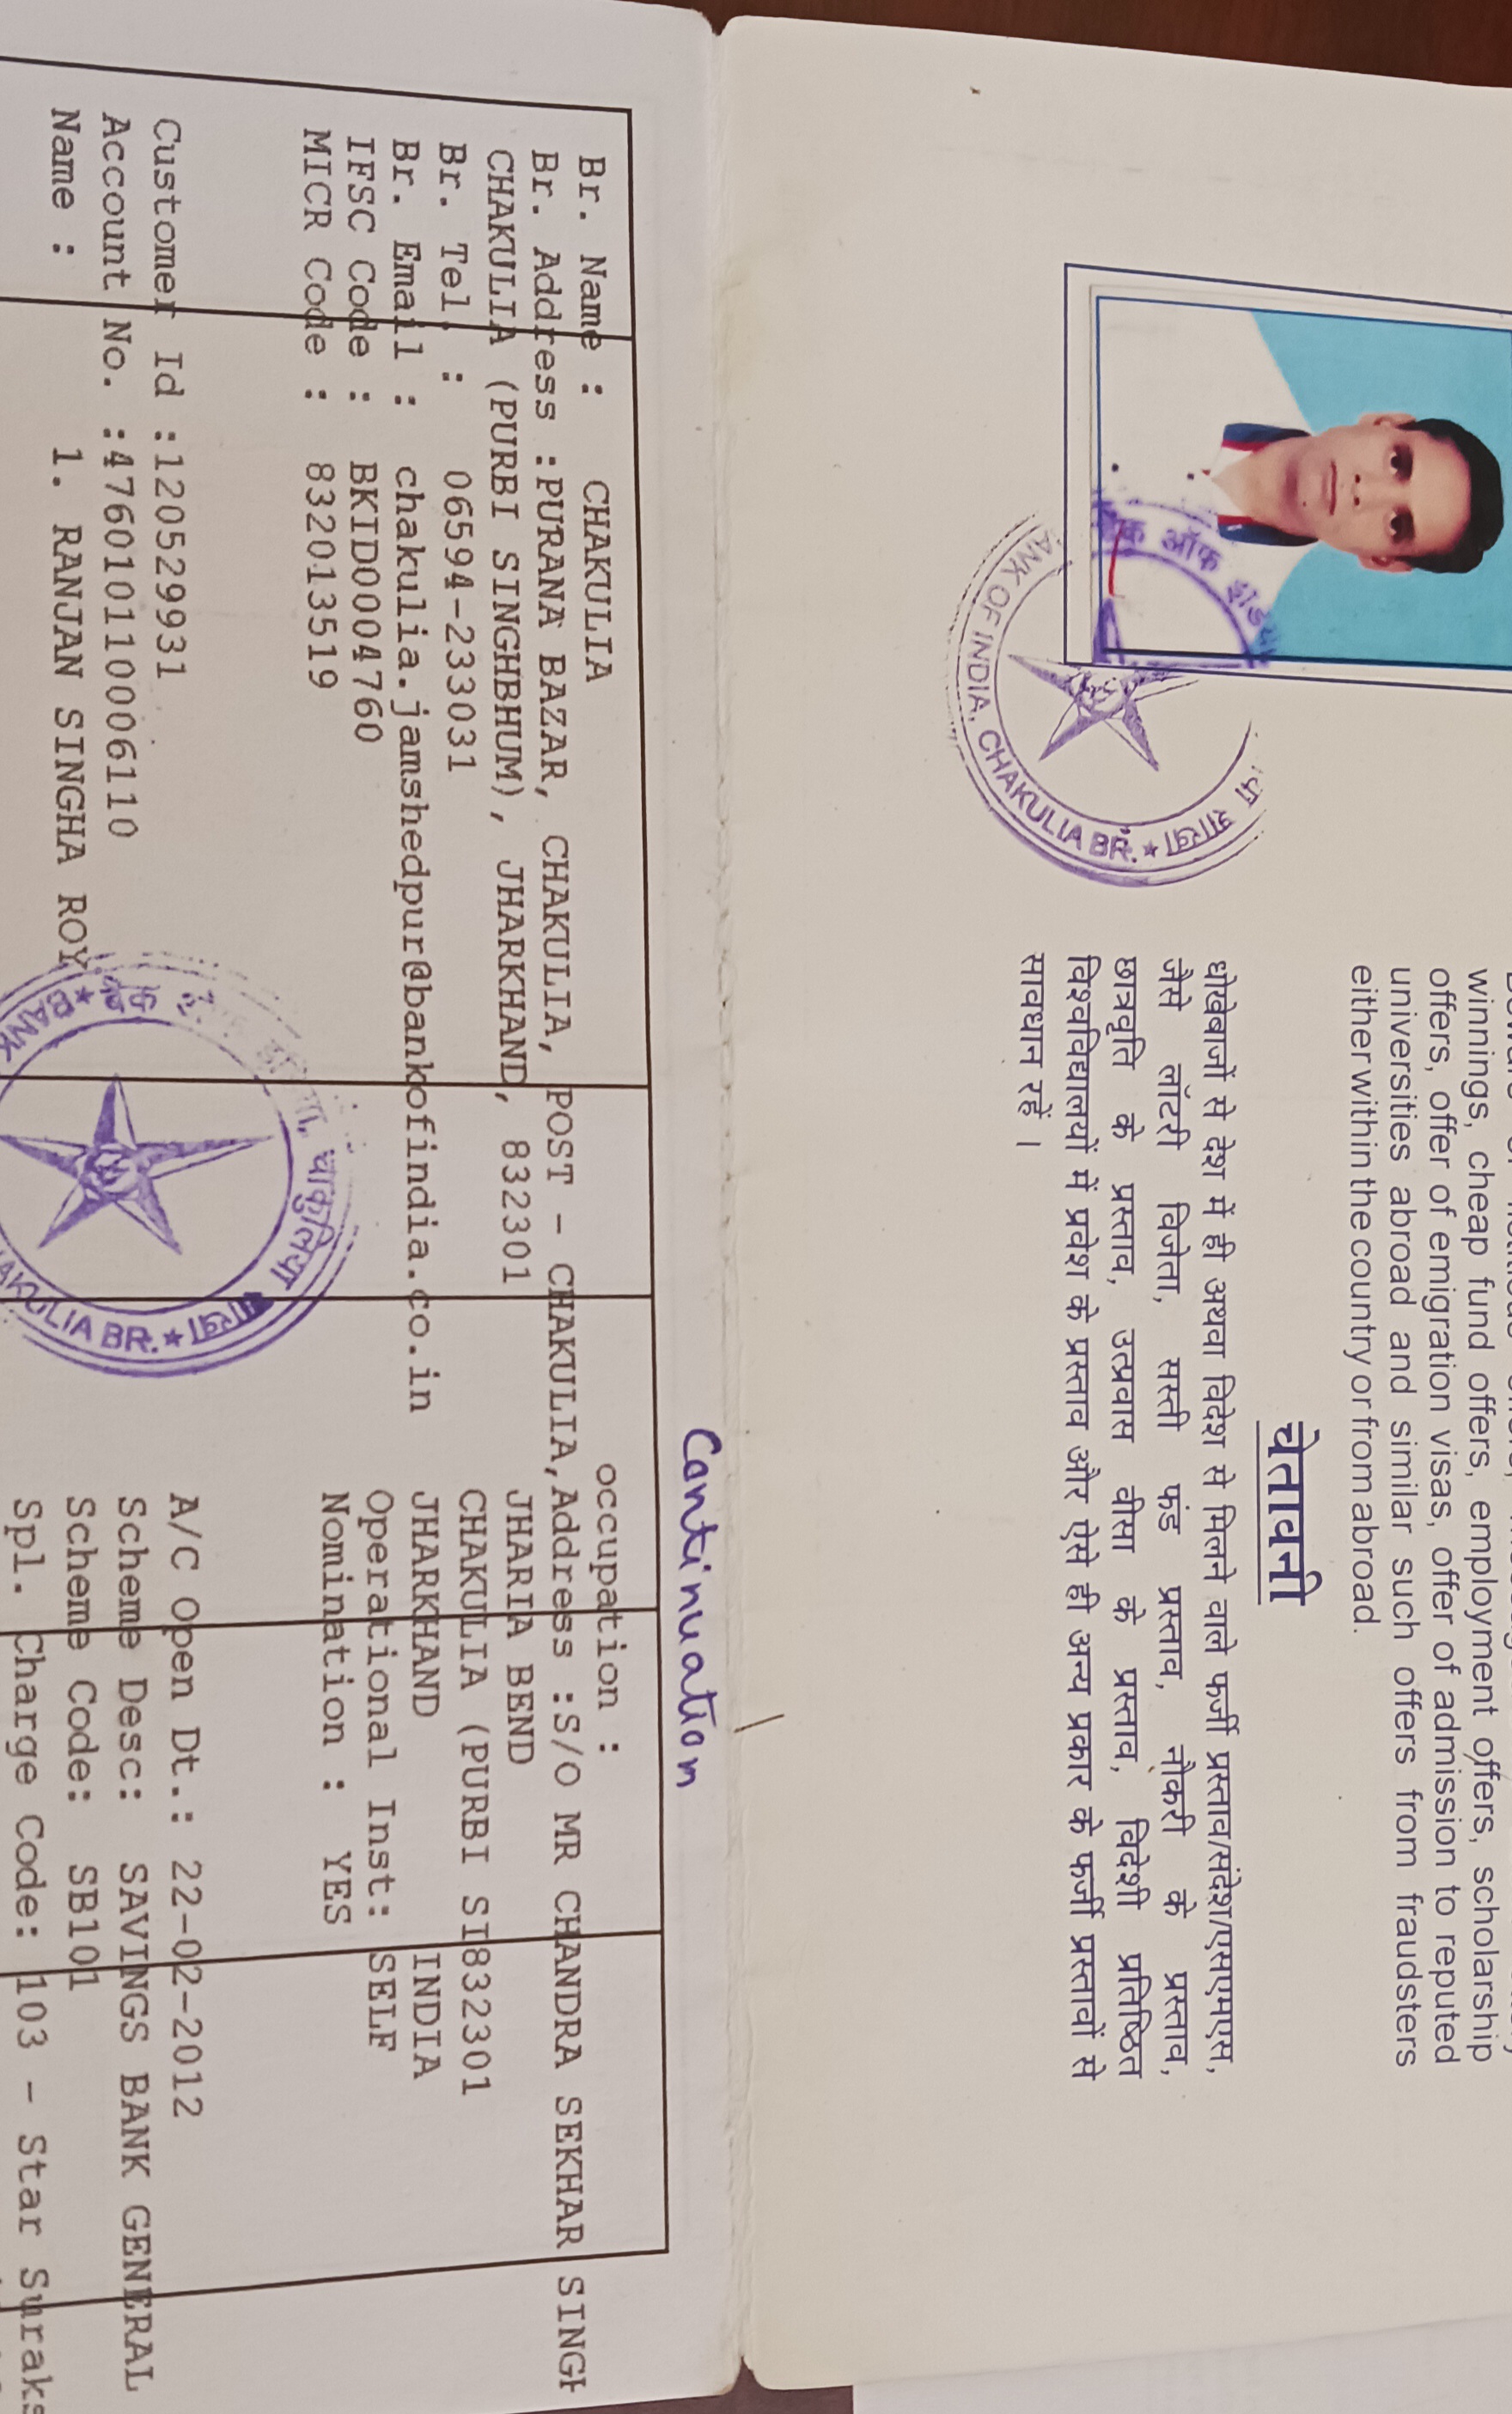 winnings, cheap fund offers, employment offers, scholarship
offers, offer of emigration visas, offer of admission to reputed
universities abroad and similar such offers from fraudsters
either within the country or from abroad.
चेतावनी
धोखेबाजों से देश में ही अथवा विदेश से मिलने वाले फर्जी प्रस्ताव/संदेश/एसएमएस,
जैसे लॉटरी विजेता, सस्ती फंड प्रस्ताव, नौकरी के प्रस्ताव,
छात्रवृति के प्रस्ताव, उत्प्रवास वीसा के प्रस्ताव, विदेशी प्रतिष्ठित
विश्वविद्यालयों में प्रवेश के प्रस्ताव और ऐसे ही अन्य प्रकार के फर्जी प्रस्तावों से
सावधान रहें ।
बैंक ऑफ इंडिया
BANK OF INDIA, CHAKULIA BR. ★ शाखा
Continuation
Br. Name : CHAKULIA
Br. Address :PURANA BAZAR, CHAKULIA, POST - CHAKULIA,
CHAKULIA (PURBI SINGHBHUM), JHARKHAND, 832301
Br. Tel. : 06594-233031
Br. Email : chakulia.jamshedpur@bankofindia.co.in
IFSC Code : BKID0004760
MICR Code : 832013519
occupation :
Address :S/O MR CHANDRA SEKHAR SINGH
JHARIA BEND
CHAKULIA (PURBI SI832301
JHARKHAND INDIA
Operational Inst: SELF
Nomination : YES
Customer Id :120529931
Account No. :476010110006110
Name : 1. RANJAN SINGHA ROY
A/C Open Dt.: 22-02-2012
Scheme Desc: SAVINGS BANK GENERAL
Scheme Code: SB101
Spl. Charge Code: 103 - Star Suraks
चाकुलिया शाखा ★ BANK
CHAKULIA BR.